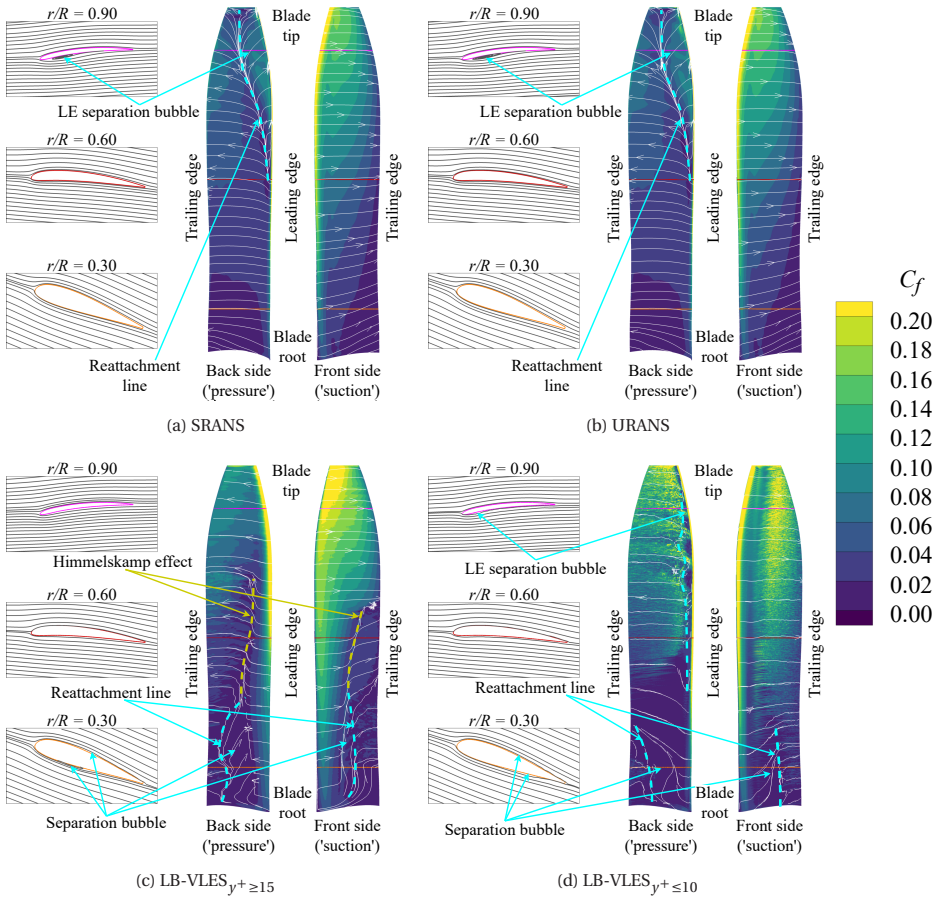 r/R = 0.90
Blade
tip
LE separation bubble
r/R = 0.60
Trailing edge
Leading edge
Trailing edge
r/R = 0.30
Blade
root
Reattachment
line
Back side
('pressure')
Front side
('suction')
(a) SRANS
r/R = 0.90
Blade
tip
LE separation bubble
r/R = 0.60
Trailing edge
Leading edge
Trailing edge
r/R = 0.30
Blade
root
Reattachment
line
Back side
('pressure')
Front side
('suction')
(b) URANS
Cf
0.20
0.18
0.16
0.14
0.12
0.10
0.08
0.06
0.04
0.02
0.00
r/R = 0.90
Blade
tip
Himmelskamp effect
r/R = 0.60
Trailing edge
Leading edge
Trailing edge
Reattachment line
r/R = 0.30
Separation bubble
Blade
root
Back side
('pressure')
Front side
('suction')
(c) LB-VLES y+ ≥15
r/R = 0.90
Blade
tip
LE separation bubble
r/R = 0.60
Trailing edge
Leading edge
Trailing edge
Reattachment line
r/R = 0.30
Separation bubble
Blade
root
Back side
('pressure')
Front side
('suction')
(d) LB-VLES y+ ≤10